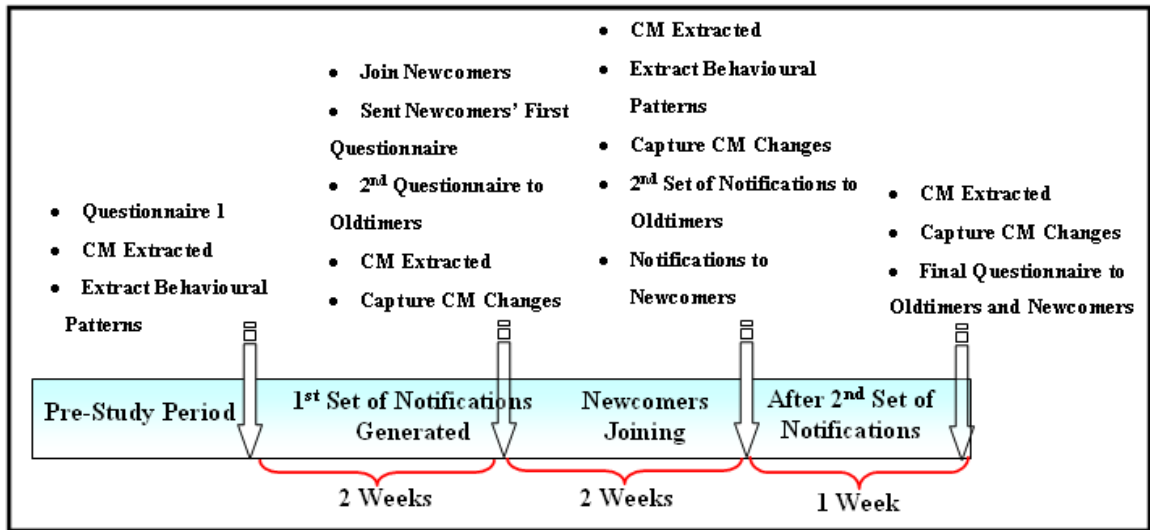 • Questionnaire 1
• CM Extracted
• Extract Behavioural
Patterns
• Join Newcomers
• Sent Newcomers' First
Questionnaire
• 2nd Questionnaire to
Oldtimers
• CM Extracted
• Capture CM Changes
• CM Extracted
• Extract Behavioural
Patterns
• Capture CM Changes
• 2nd Set of Notifications to
Oldtimers
• Notifications to
Newcomers
• CM Extracted
• Capture CM Changes
• Final Questionnaire to
Oldtimers and Newcomers
Pre-Study Period
1st Set of Notifications
Generated
Newcomers
Joining
After 2nd Set of
Notifications
2 Weeks
2 Weeks
1 Week